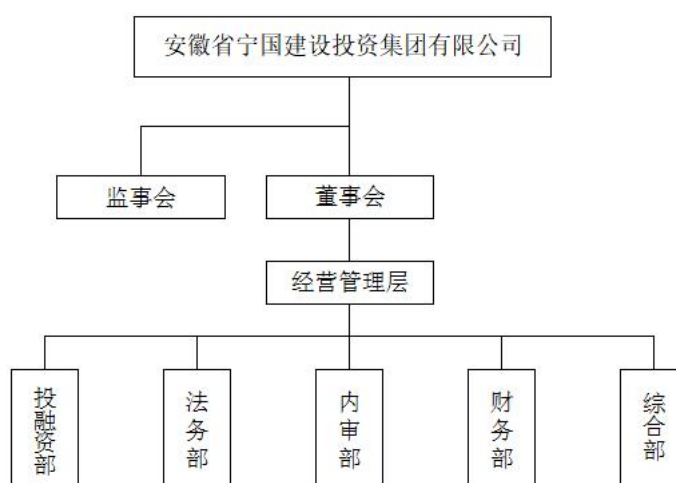 安徽省宁国建设投资集团有限公司
监事会
董事会
经营管理层
投融资部
法务部
内审部
财务部
综合部